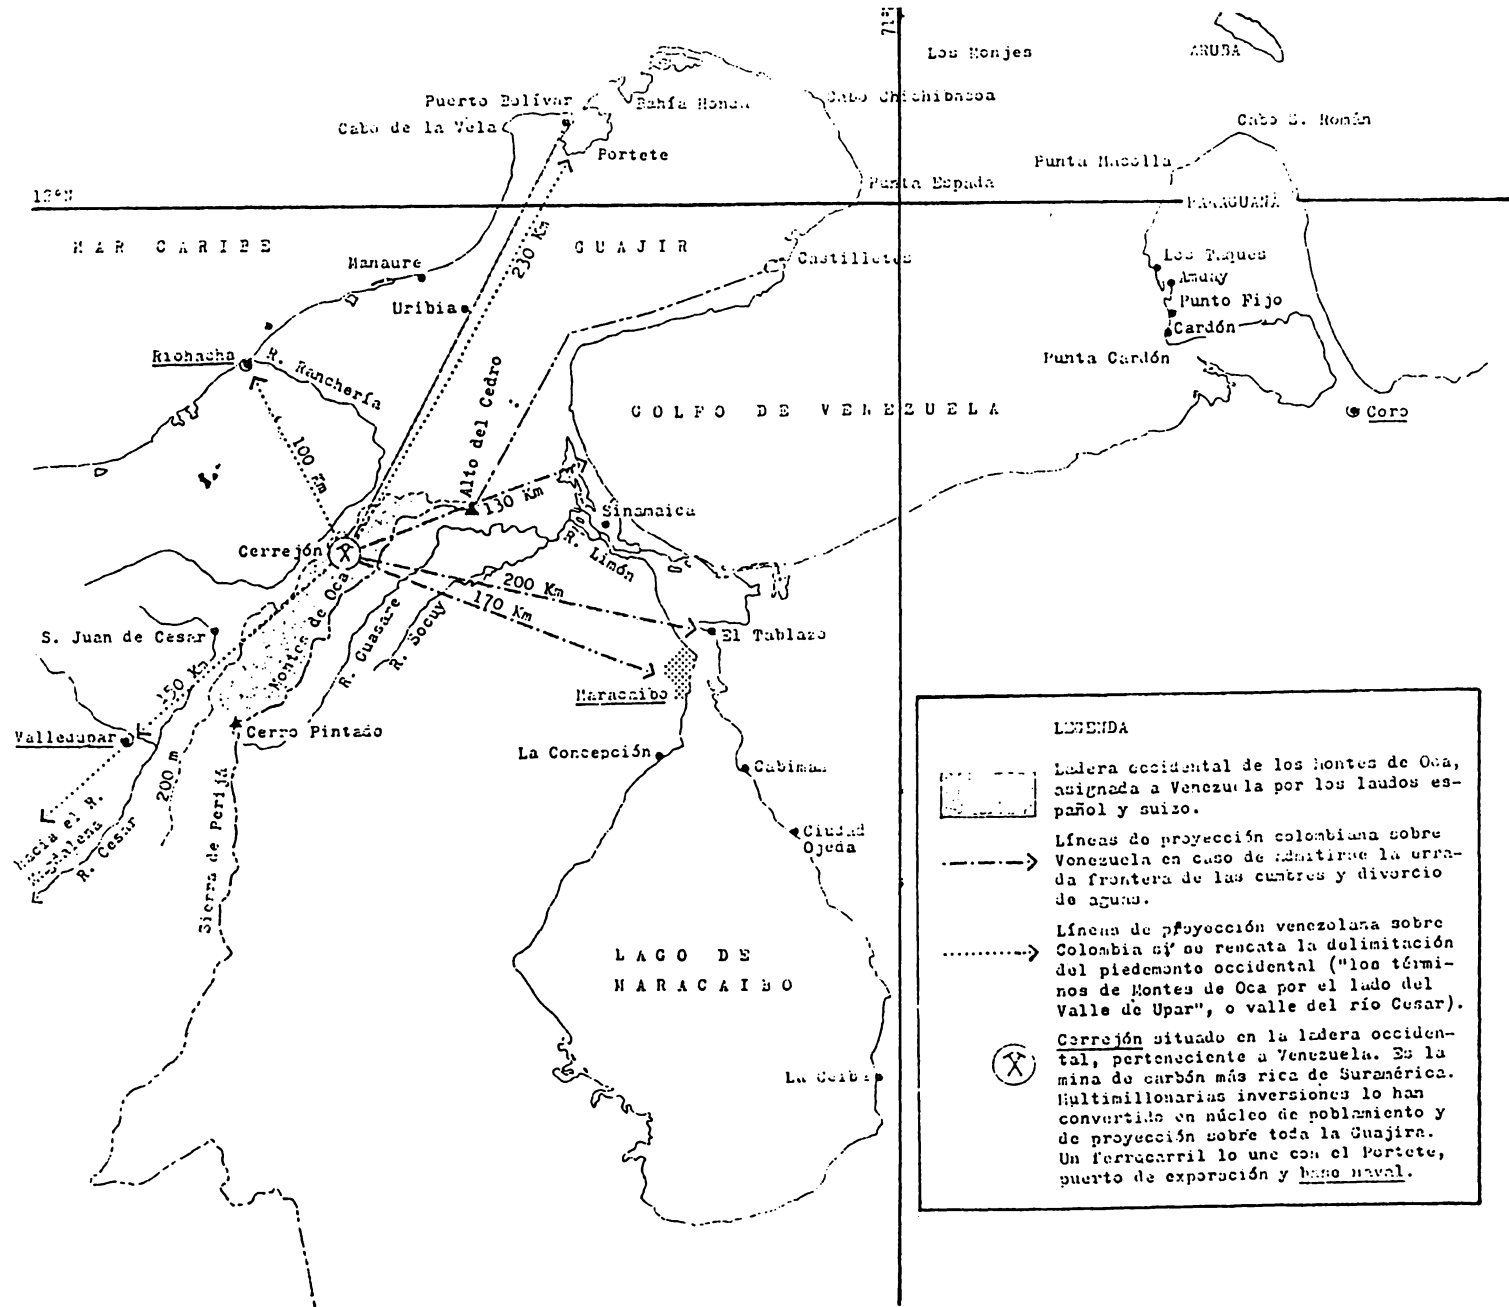 71°
Los Monjes
ARUBA
Puerto Bolívar
Bahía Honda
Cabo Chichibacoa
Cabo de la Vela
Cabo S. Román
Portete
Punta Macolla
Punta Espada
PARAGUANÁ
MAR CARIBE
GUAJIR
230 Km
Manaure
Castilletes
Los Taques
Amuay
Uribia
Punto Fijo
Cardón
Riohacha
R. Ranchería
Punta Cardón
Alto del Cedro
GOLFO DE VENEZUELA
Coro
100 Km
130 Km
Sinamaica
Cerrejón
R. Limón
200 Km
170 Km
Montes de Oca
R. Guasare
R. Socuy
S. Juan de Cesar
El Tablazo
150 Km
Maracaibo
Valledupar
Cerro Pintado
La Concepción
Cabimas
200 m
Hacia el R.
Magdalena
R. Cesar
Sierra de Perijá
Ciudad
Ojeda
LAGO DE
MARACAIBO
La Ceiba
LEGENDA
Ladera occidental de los Montes de Oca,
asignada a Venezuela por los laudos es-
pañol y suizo.
Líneas de proyección colombiana sobre
Venezuela en caso de admitirse la erra-
da frontera de las cumbres y divorcio
de aguas.
Líneas de proyección venezolana sobre
Colombia si se rescata la delimitación
del piedemonte occidental ("los térmi-
nos de Montes de Oca por el lado del
Valle de Upar", o valle del río Cesar).
Cerrejón situado en la ladera occiden-
tal, perteneciente a Venezuela. Es la
mina de carbón más rica de Suramérica.
Multimillonarias inversiones lo han
convertido en núcleo de poblamiento y
de proyección sobre toda la Guajira.
Un ferrocarril lo une con el Portete,
puerto de exporación y base naval.